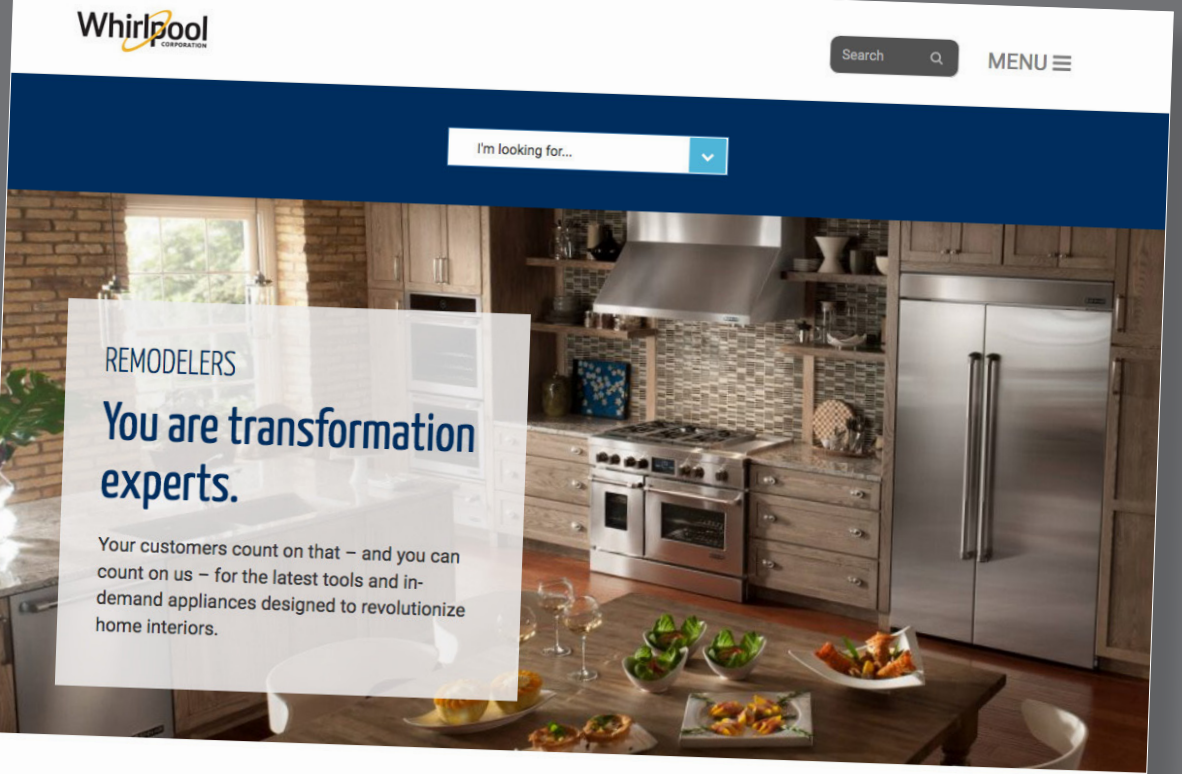 Whirlpool
CORPORATION
Search
MENU
I'm looking for...
REMODELERS
You are transformation
experts.
Your customers count on that – and you can
count on us – for the latest tools and in-
demand appliances designed to revolutionize
home interiors.